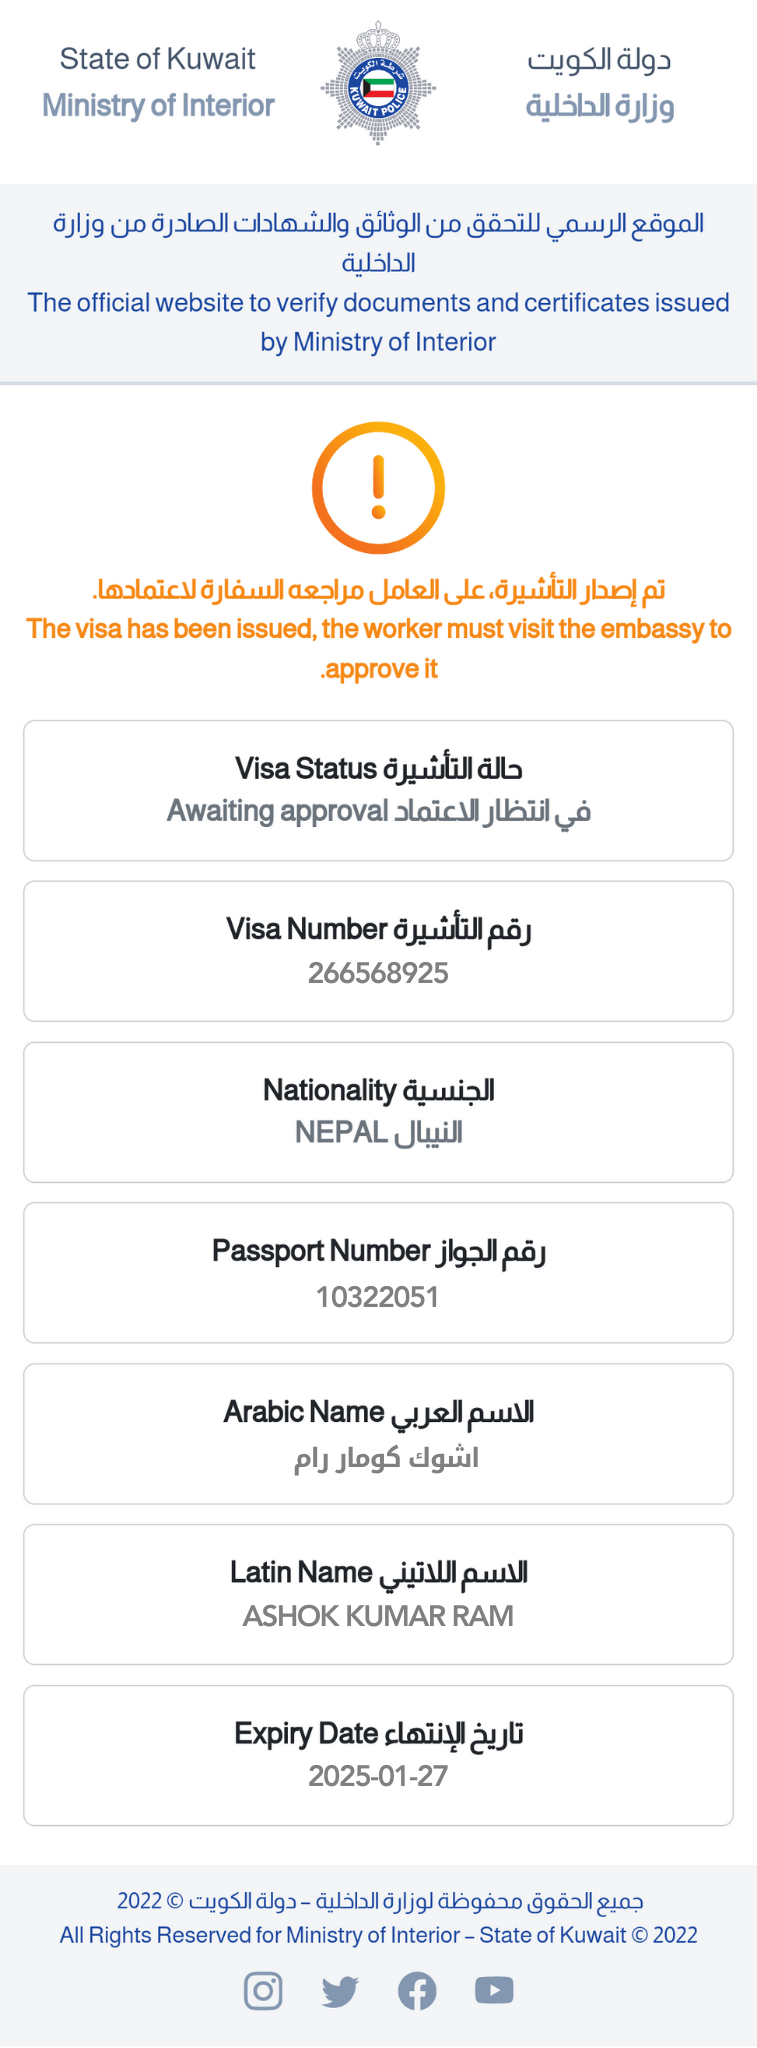 State of Kuwait
Ministry of Interior
شرطة الكويت
KUWAIT POLICE
دولة الكويت
وزارة الداخلية
الموقع الرسمي للتحقق من الوثائق والشهادات الصادرة من وزارة
الداخلية
The official website to verify documents and certificates issued
by Ministry of Interior
تم إصدار التأشيرة، على العامل مراجعه السفارة لاعتمادها.
The visa has been issued, the worker must visit the embassy to
.approve it
Visa Status حالة التأشيرة
Awaiting approval في انتظار الاعتماد
Visa Number رقم التأشيرة
266568925
Nationality الجنسية
NEPAL النيبال
Passport Number رقم الجواز
10322051
Arabic Name الاسم العربي
اشوك كومار رام
Latin Name الاسم اللاتيني
ASHOK KUMAR RAM
Expiry Date تاريخ الإنتهاء
2025-01-27
جميع الحقوق محفوظة لوزارة الداخلية – دولة الكويت © 2022
All Rights Reserved for Ministry of Interior – State of Kuwait © 2022